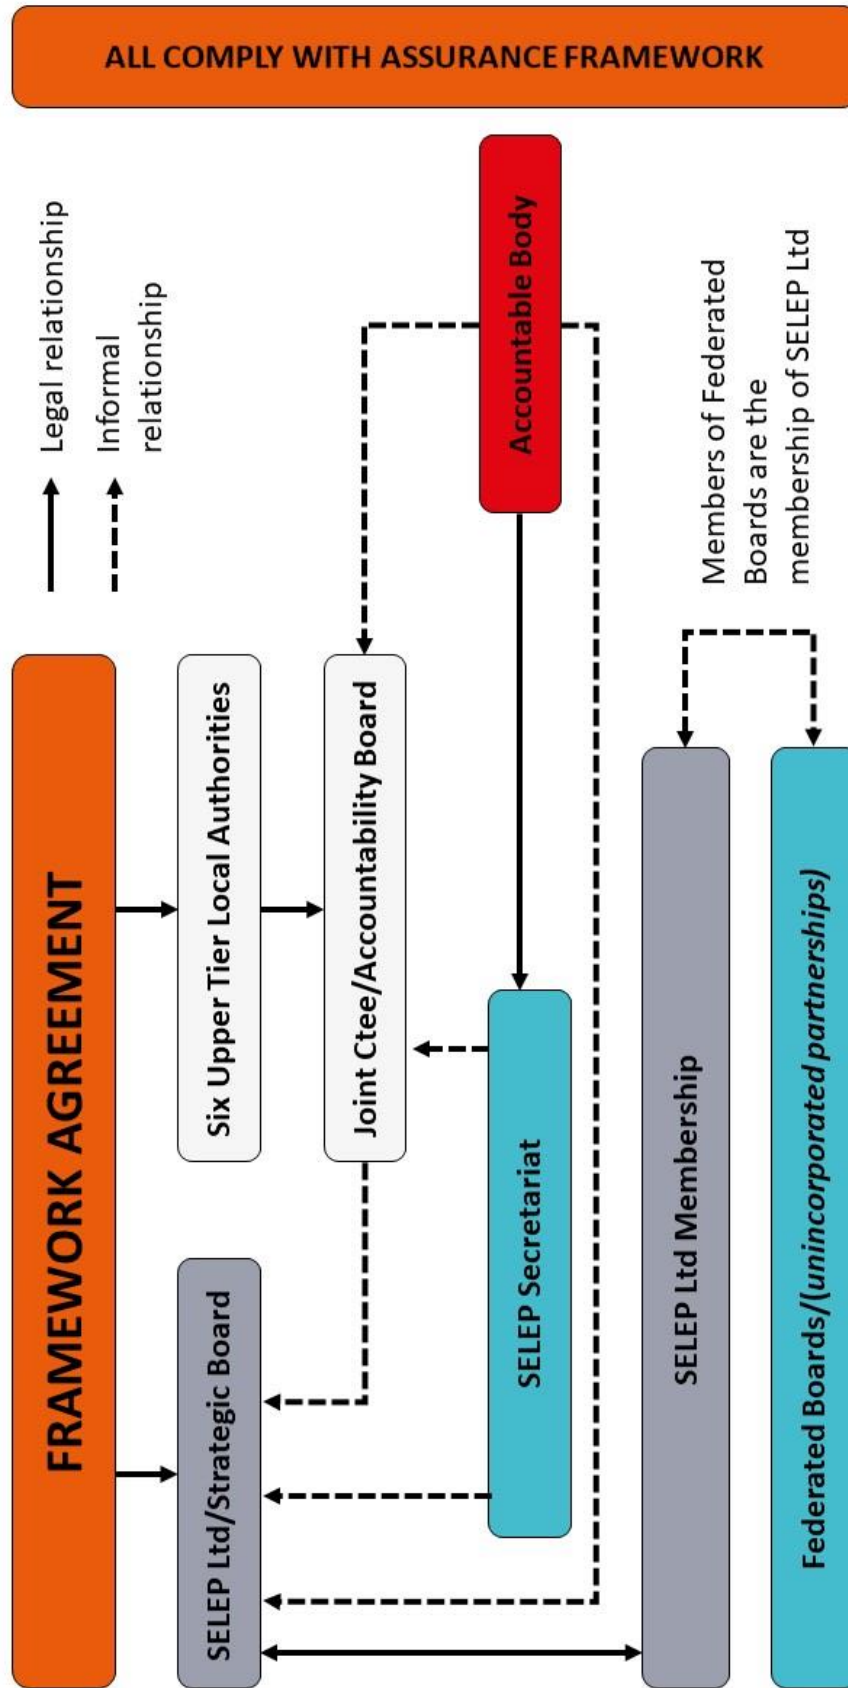 ALL COMPLY WITH ASSURANCE FRAMEWORK
FRAMEWORK AGREEMENT
Legal relationship
Informal
relationship
SELEP Ltd/Strategic Board
Six Upper Tier Local Authorities
Joint Ctee/Accountability Board
SELEP Secretariat
Accountable Body
SELEP Ltd Membership
Members of Federated
Boards are the
membership of SELEP Ltd
Federated Boards/(unincorporated partnerships)